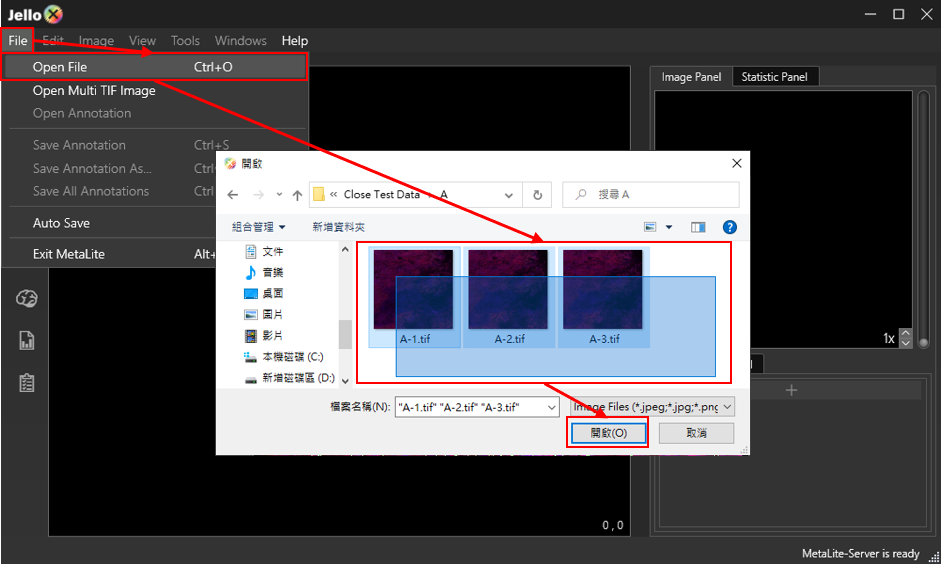 Jello X
File Edit Image View Tools Windows Help
Open File Ctrl+O
Open Multi TIF Image
Open Annotation
Save Annotation Ctrl+S
Save Annotation As... Ctrl
Save All Annotations Ctrl
Auto Save
Exit MetaLite Alt+
Image Panel Statistic Panel
開啟
« Close Test Data › A
搜尋 A
組合管理 新增資料夾
文件
音樂
桌面
圖片
影片
本機磁碟 (C:)
新增磁碟區 (D:)
A-1.tif A-2.tif A-3.tif
檔案名稱(N): "A-1.tif" "A-2.tif" "A-3.tif" Image Files (*.jpeg;*.jpg;*.png
開啟(O) 取消
1x
+
0 , 0
MetaLite-Server is ready